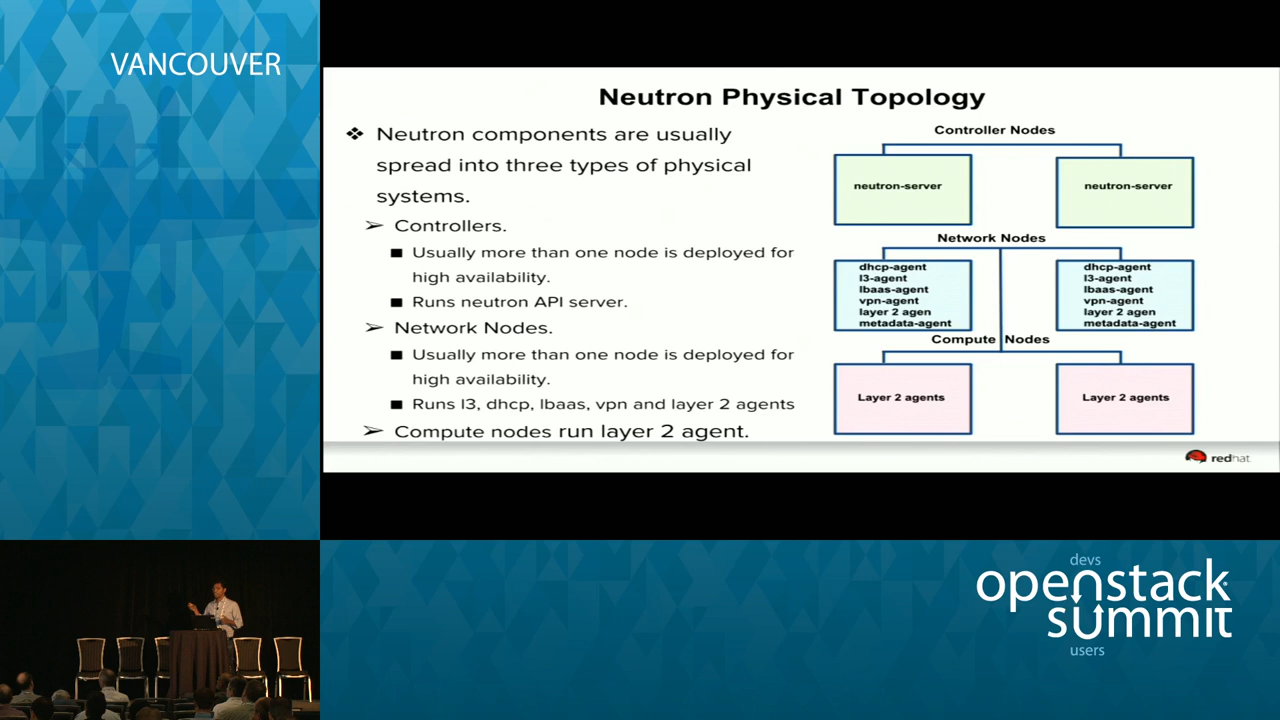 VANCOUVER
Neutron Physical Topology
❖ Neutron components are usually
spread into three types of physical
systems.
➢ Controllers.
■ Usually more than one node is deployed for
high availability.
■ Runs neutron API server.
➢ Network Nodes.
■ Usually more than one node is deployed for
high availability.
■ Runs l3, dhcp, lbaas, vpn and layer 2 agents
➢ Compute nodes run layer 2 agent.
Controller Nodes
neutron-server
neutron-server
Network Nodes
dhcp-agent
l3-agent
lbaas-agent
vpn-agent
layer 2 agen
metadata-agent
dhcp-agent
l3-agent
lbaas-agent
vpn-agent
layer 2 agen
metadata-agent
Compute Nodes
Layer 2 agents
Layer 2 agents
redhat
devs
openstack
summit
users